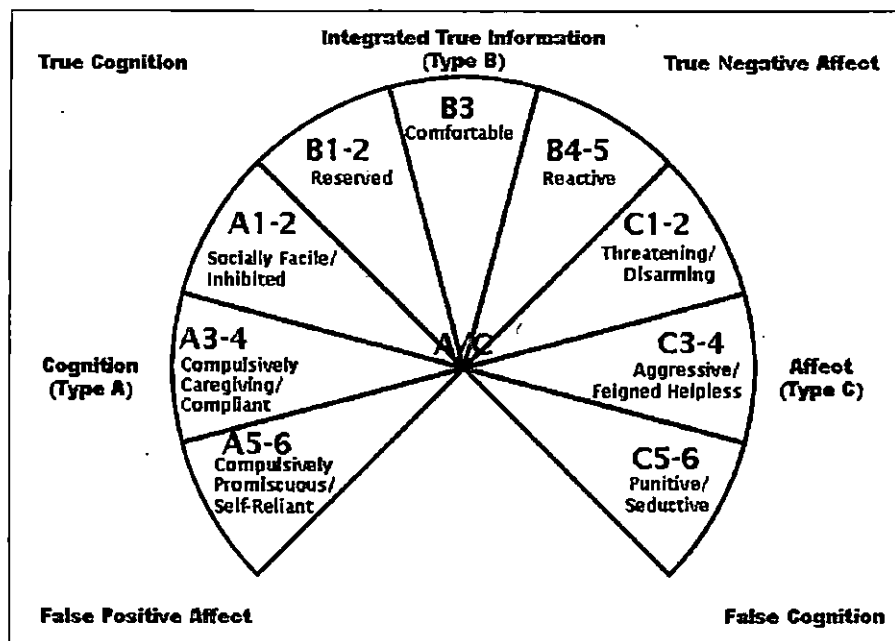 Integrated True Information
(Type B)
True Cognition
True Negative Affect
B3
Comfortable
B1-2
Reserved
B4-5
Reactive
A1-2
Socially Facile/
Inhibited
C1-2
Threatening/
Disarming
A/C
A3-4
Compulsively
Caregiving/
Compliant
C3-4
Aggressive/
Feigned Helpless
Cognition
(Type A)
Affect
(Type C)
A5-6
Compulsively
Promiscuous/
Self-Reliant
C5-6
Punitive/
Seductive
False Positive Affect
False Cognition